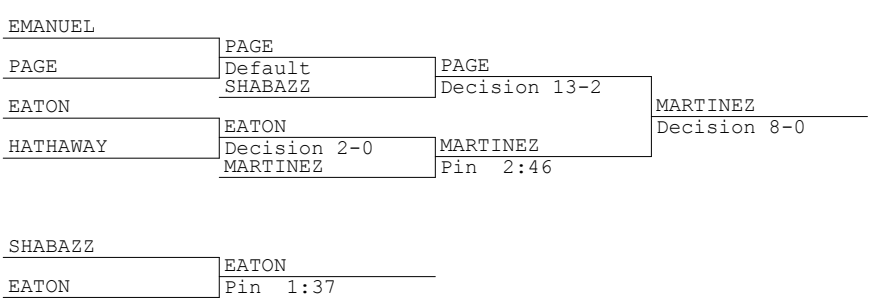 EMANUEL
PAGE
PAGE
Default
PAGE
SHABAZZ
Decision 13-2
EATON
MARTINEZ
EATON
Decision 8-0
HATHAWAY
Decision 2-0
MARTINEZ
MARTINEZ
Pin 2:46
SHABAZZ
EATON
EATON
Pin 1:37